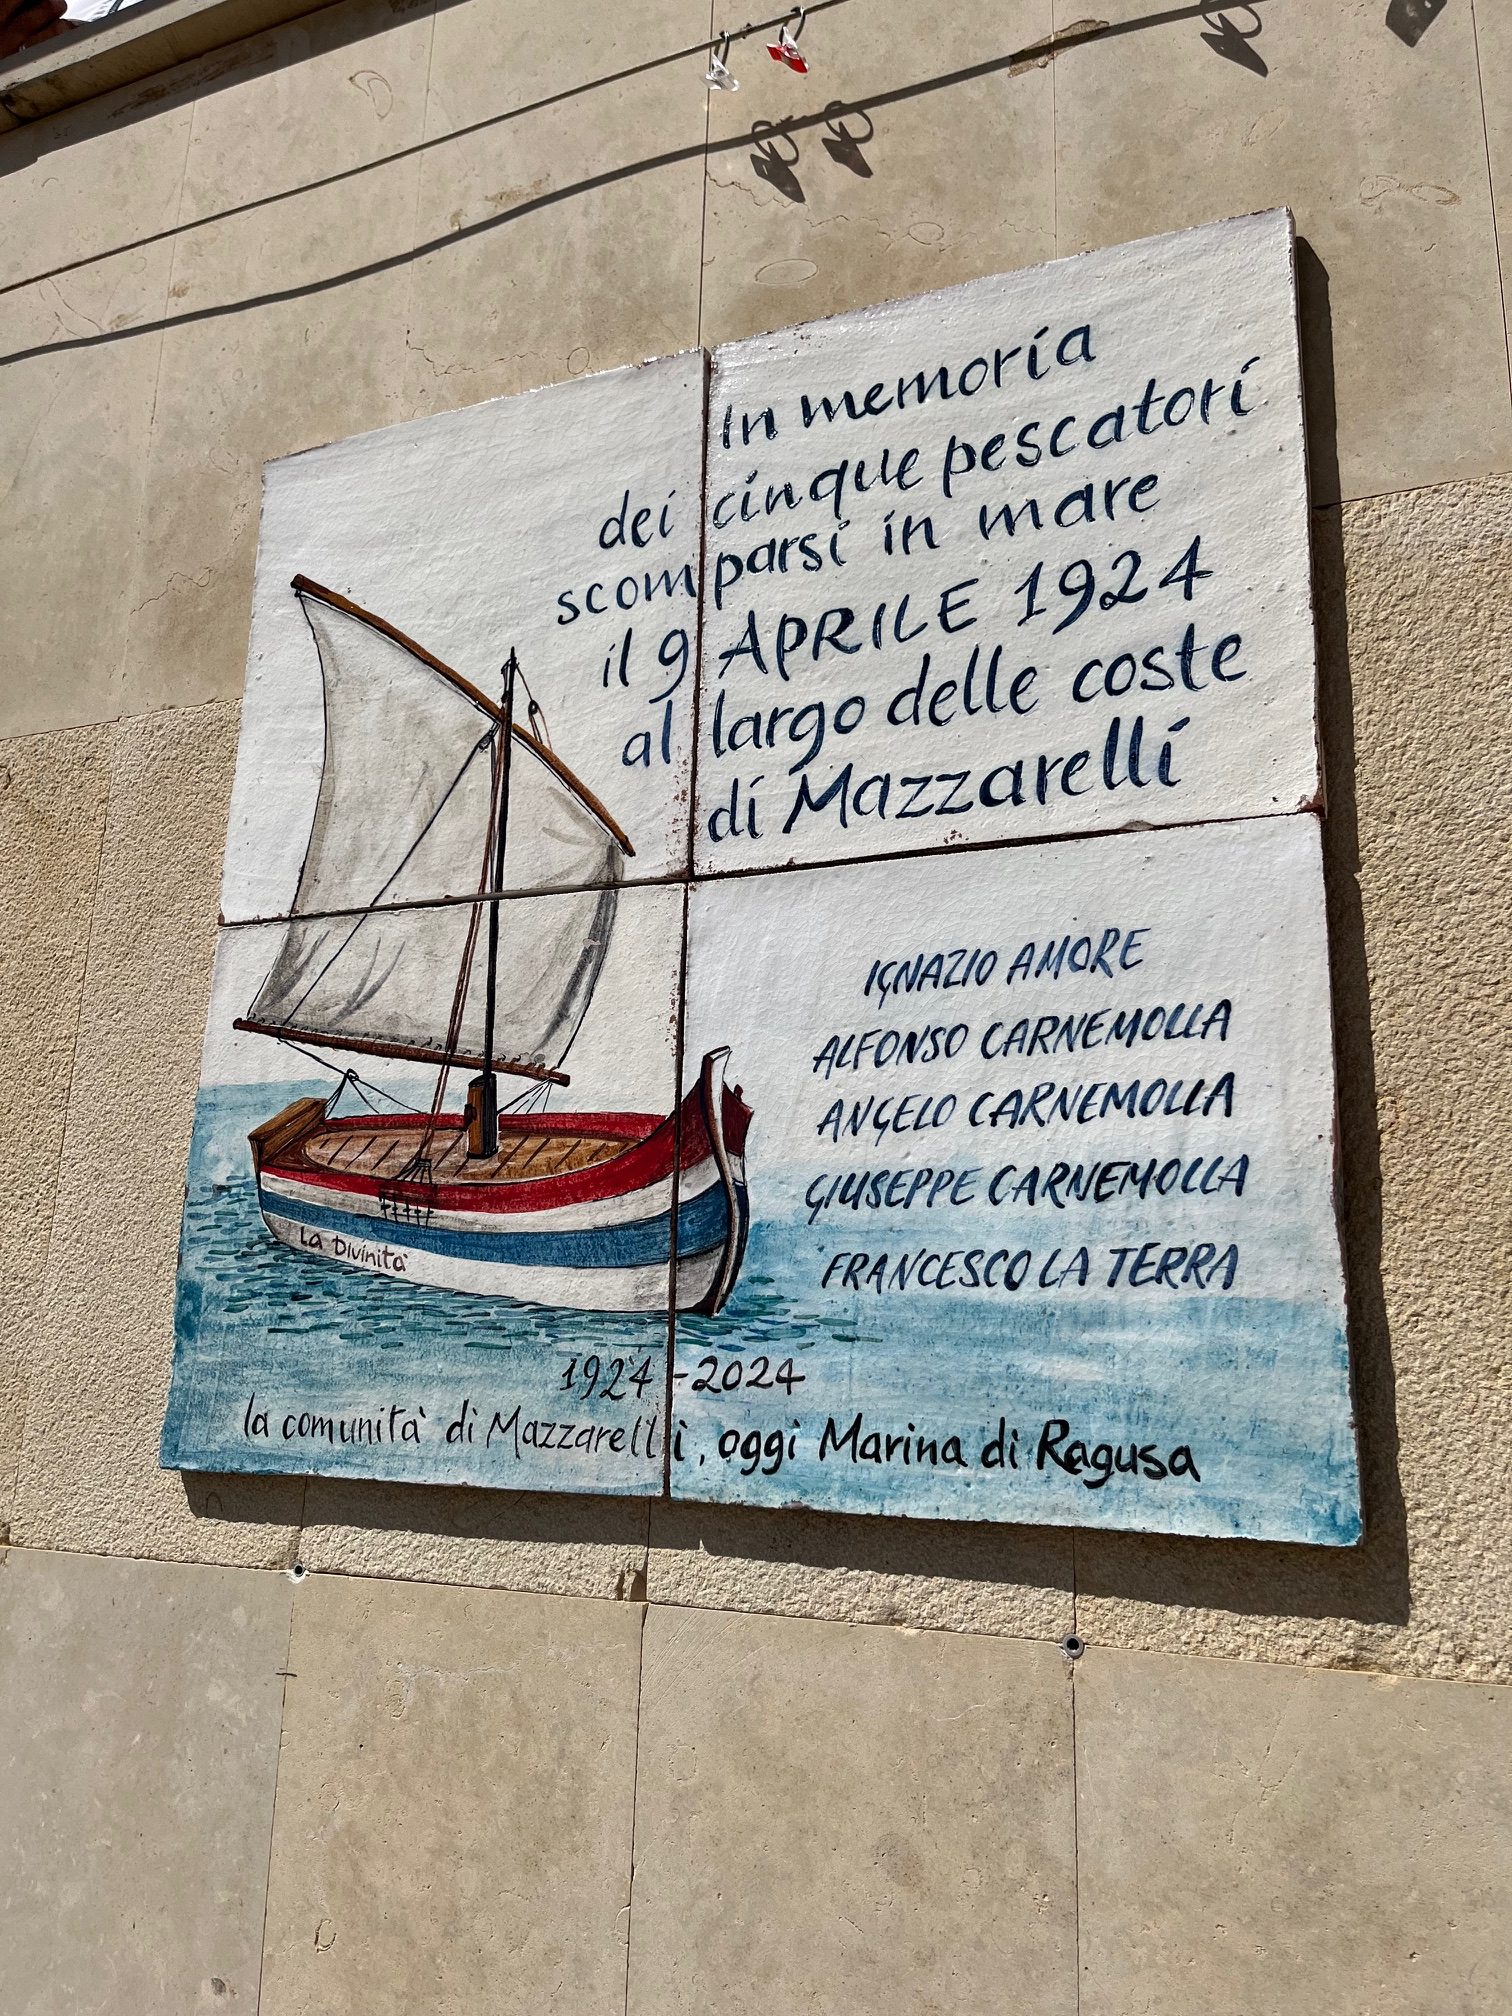 In memoria
dei cinque pescatori
scomparsi in mare
il 9 APRILE 1924
al largo delle coste
di Mazzarelli
IGNAZIO AMORE
ALFONSO CARNEMOLLA
ANGELO CARNEMOLLA
GIUSEPPE CARNEMOLLA
FRANCESCO LA TERRA
La Divinità
1924-2024
la comunità di Mazzarelli, oggi Marina di Ragusa